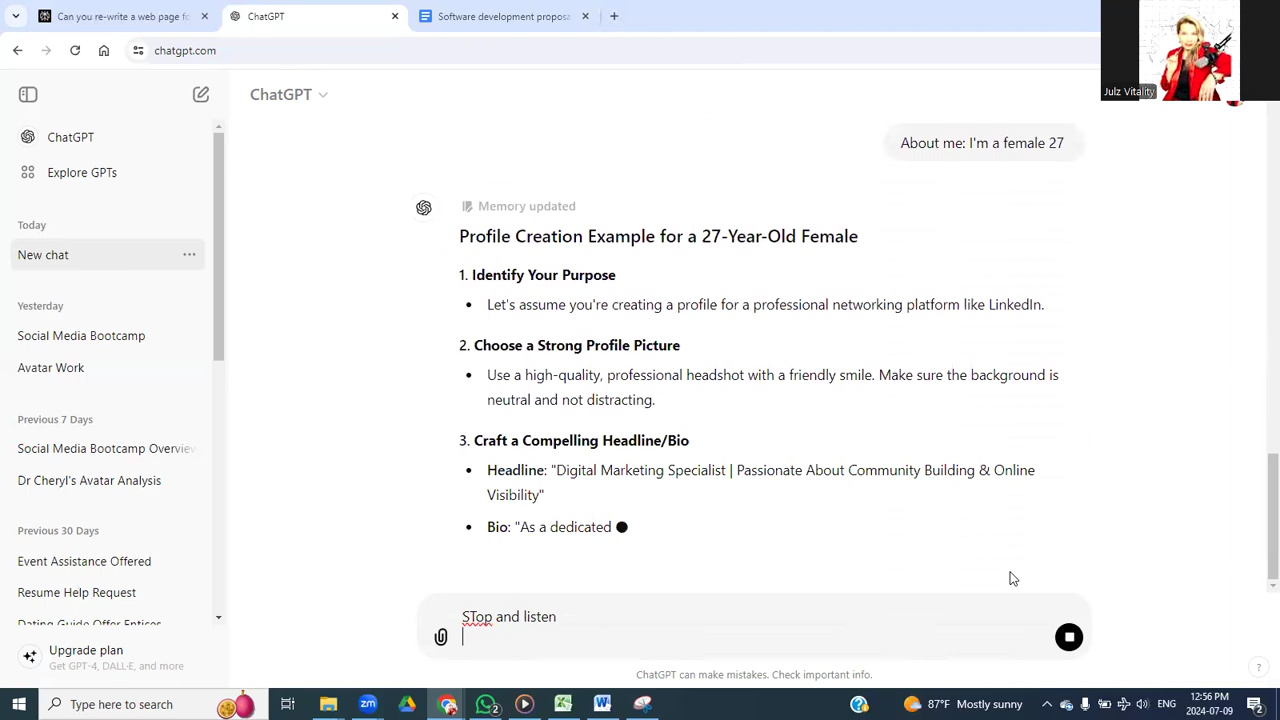 Can you re-write a web page fo
ChatGPT
Software development propos
chatgpt.com
Julz Vitality
ChatGPT
ChatGPT
Explore GPTs
Today
New chat
Yesterday
Social Media Bootcamp
Avatar Work
Previous 7 Days
Social Media Bootcamp Overview
Dr Cheryl's Avatar Analysis
Previous 30 Days
Event Assistance Offered
Resume Help Request
Dating Guide Offer Entices
Upgrade plan
Get GPT-4, DALL·E, and more
About me: I'm a female 27
Memory updated
Profile Creation Example for a 27-Year-Old Female
1. Identify Your Purpose
• Let's assume you're creating a profile for a professional networking platform like LinkedIn.
2. Choose a Strong Profile Picture
• Use a high-quality, professional headshot with a friendly smile. Make sure the background is
neutral and not distracting.
3. Craft a Compelling Headline/Bio
• Headline: "Digital Marketing Specialist | Passionate About Community Building & Online
Visibility"
• Bio: "As a dedicated
STop and listen
ChatGPT can make mistakes. Check important info.
?
Type here to search
2
87°F Mostly sunny
ENG
12:56 PM
2024-07-09
2